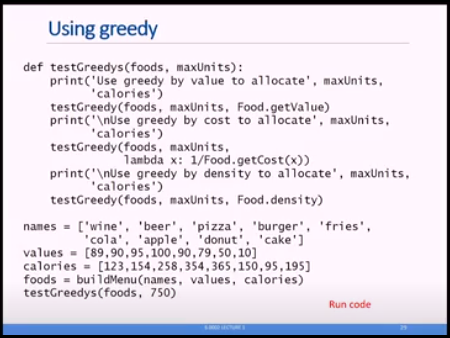 Using greedy
def testGreedys(foods, maxUnits):
    print('Use greedy by value to allocate', maxUnits,
          'calories')
    testGreedy(foods, maxUnits, Food.getValue)
    print('\nUse greedy by cost to allocate', maxUnits,
          'calories')
    testGreedy(foods, maxUnits,
               lambda x: 1/Food.getCost(x))
    print('\nUse greedy by density to allocate', maxUnits,
          'calories')
    testGreedy(foods, maxUnits, Food.density)
names = ['wine', 'beer', 'pizza', 'burger', 'fries',
         'cola', 'apple', 'donut', 'cake']
values = [89,90,95,100,90,79,50,10]
calories = [123,154,258,354,365,150,95,195]
foods = buildMenu(names, values, calories)
testGreedys(foods, 750)
Run code
6.0002 LECTURE 1
29